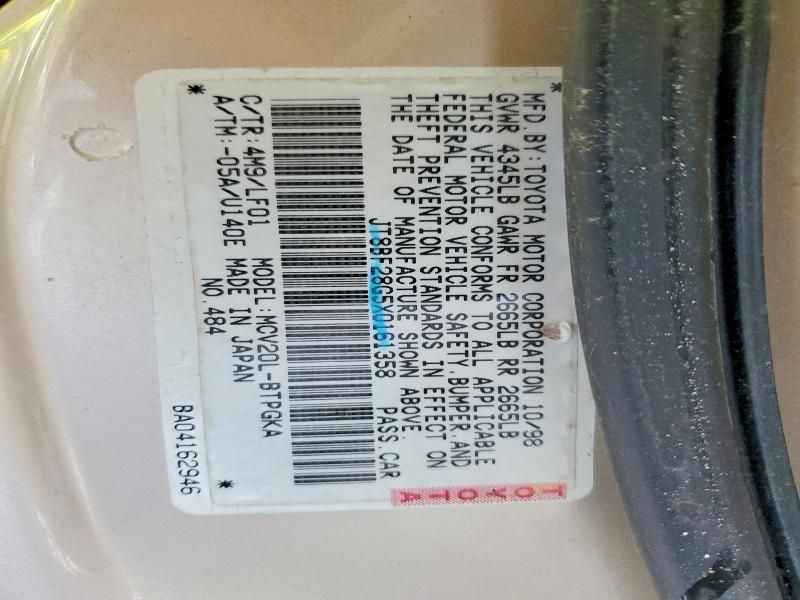 MFD. BY: TOYOTA MOTOR CORPORATION 10/98
GVWR 4345LB GAWR FR 2665LB RR 2665LB
THIS VEHICLE CONFORMS TO ALL APPLICABLE
FEDERAL MOTOR VEHICLE SAFETY, BUMPER, AND
THEFT PREVENTION STANDARDS IN EFFECT ON
THE DATE OF MANUFACTURE SHOWN ABOVE.
JT8BF28G5X0161358 PASS. CAR
C/TR: 4M9/LF01 MODEL: MCV20L-BTPGKA
A/TM: -05A/U140E MADE IN JAPAN
NO. 484
BA04162946
TOYOTA